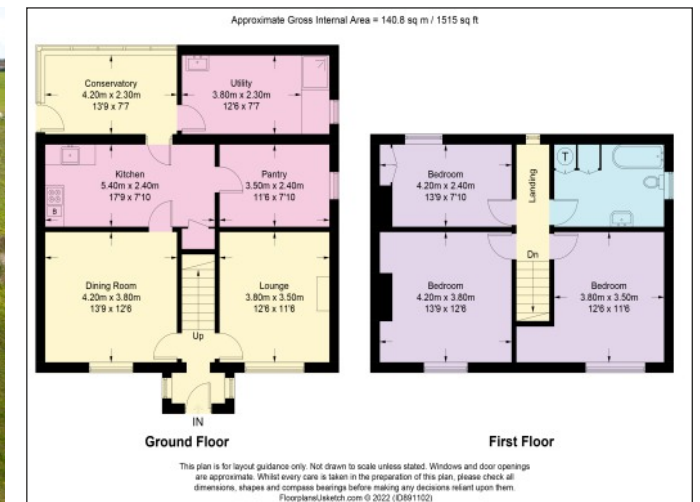 Approximate Gross Internal Area = 140.8 sq m / 1515 sq ft
Conservatory
4.20m x 2.30m
13'9 x 7'7
Utility
3.80m x 2.30m
12'6 x 7'7
Kitchen
5.40m x 2.40m
17'9 x 7'10
B
Pantry
3.50m x 2.40m
11'6 x 7'10
Dining Room
4.20m x 3.80m
13'9 x 12'6
Up
Lounge
3.80m x 3.50m
12'6 x 11'6
IN
Ground Floor
Bedroom
4.20m x 2.40m
13'9 x 7'10
Landing
T
Bedroom
4.20m x 3.80m
13'9 x 12'6
Dn
Bedroom
3.80m x 3.50m
12'6 x 11'6
First Floor
This plan is for layout guidance only. Not drawn to scale unless stated. Windows and door openings
are approximate. Whilst every care is taken in the preparation of this plan, please check all
dimensions, shapes and compass bearings before making any decisions reliant upon them.
FloorplansUsketch.com © 2022 (ID891102)